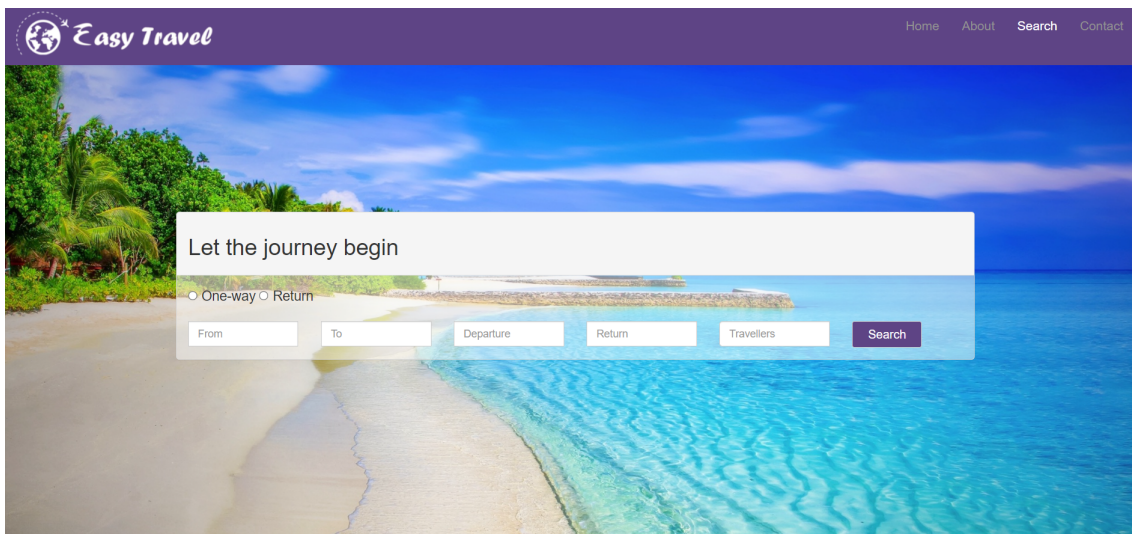 Easy Travel
Home About Search Contact
Let the journey begin
One-way Return
From To Departure Return Travellers Search